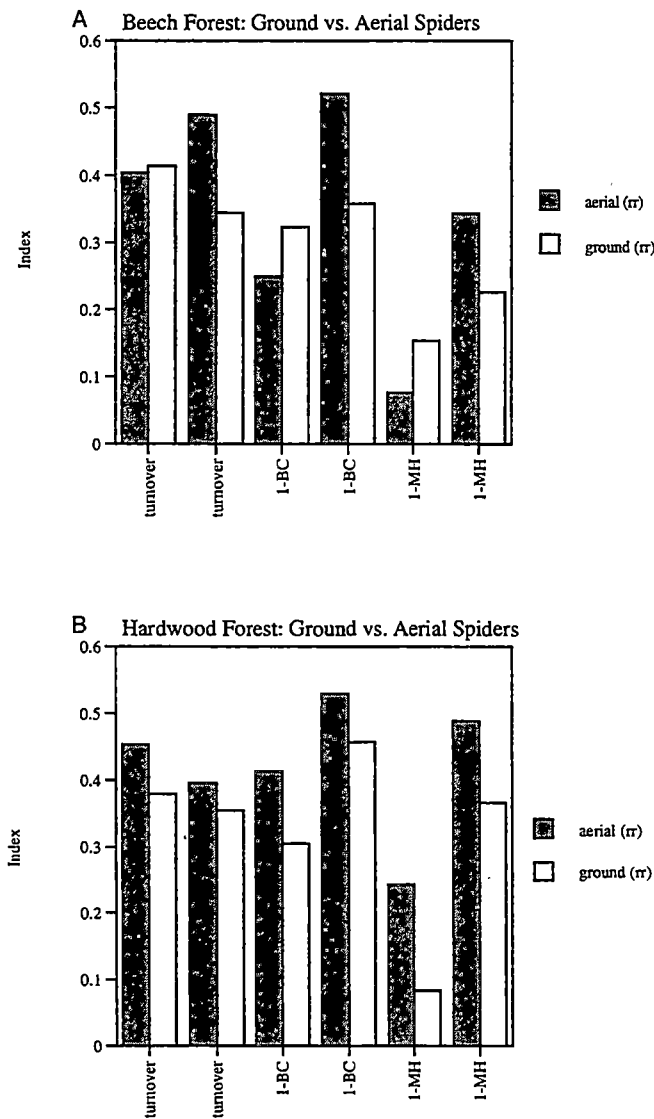 A Beech Forest: Ground vs. Aerial Spiders
0.6
0.5
0.4
0.3
0.2
0.1
0
Index
turnover
turnover
1-BC
1-BC
1-MH
1-MH
aerial (rr)
ground (rr)
B Hardwood Forest: Ground vs. Aerial Spiders
0.6
0.5
0.4
0.3
0.2
0.1
0
Index
turnover
turnover
1-BC
1-BC
1-MH
1-MH
aerial (rr)
ground (rr)